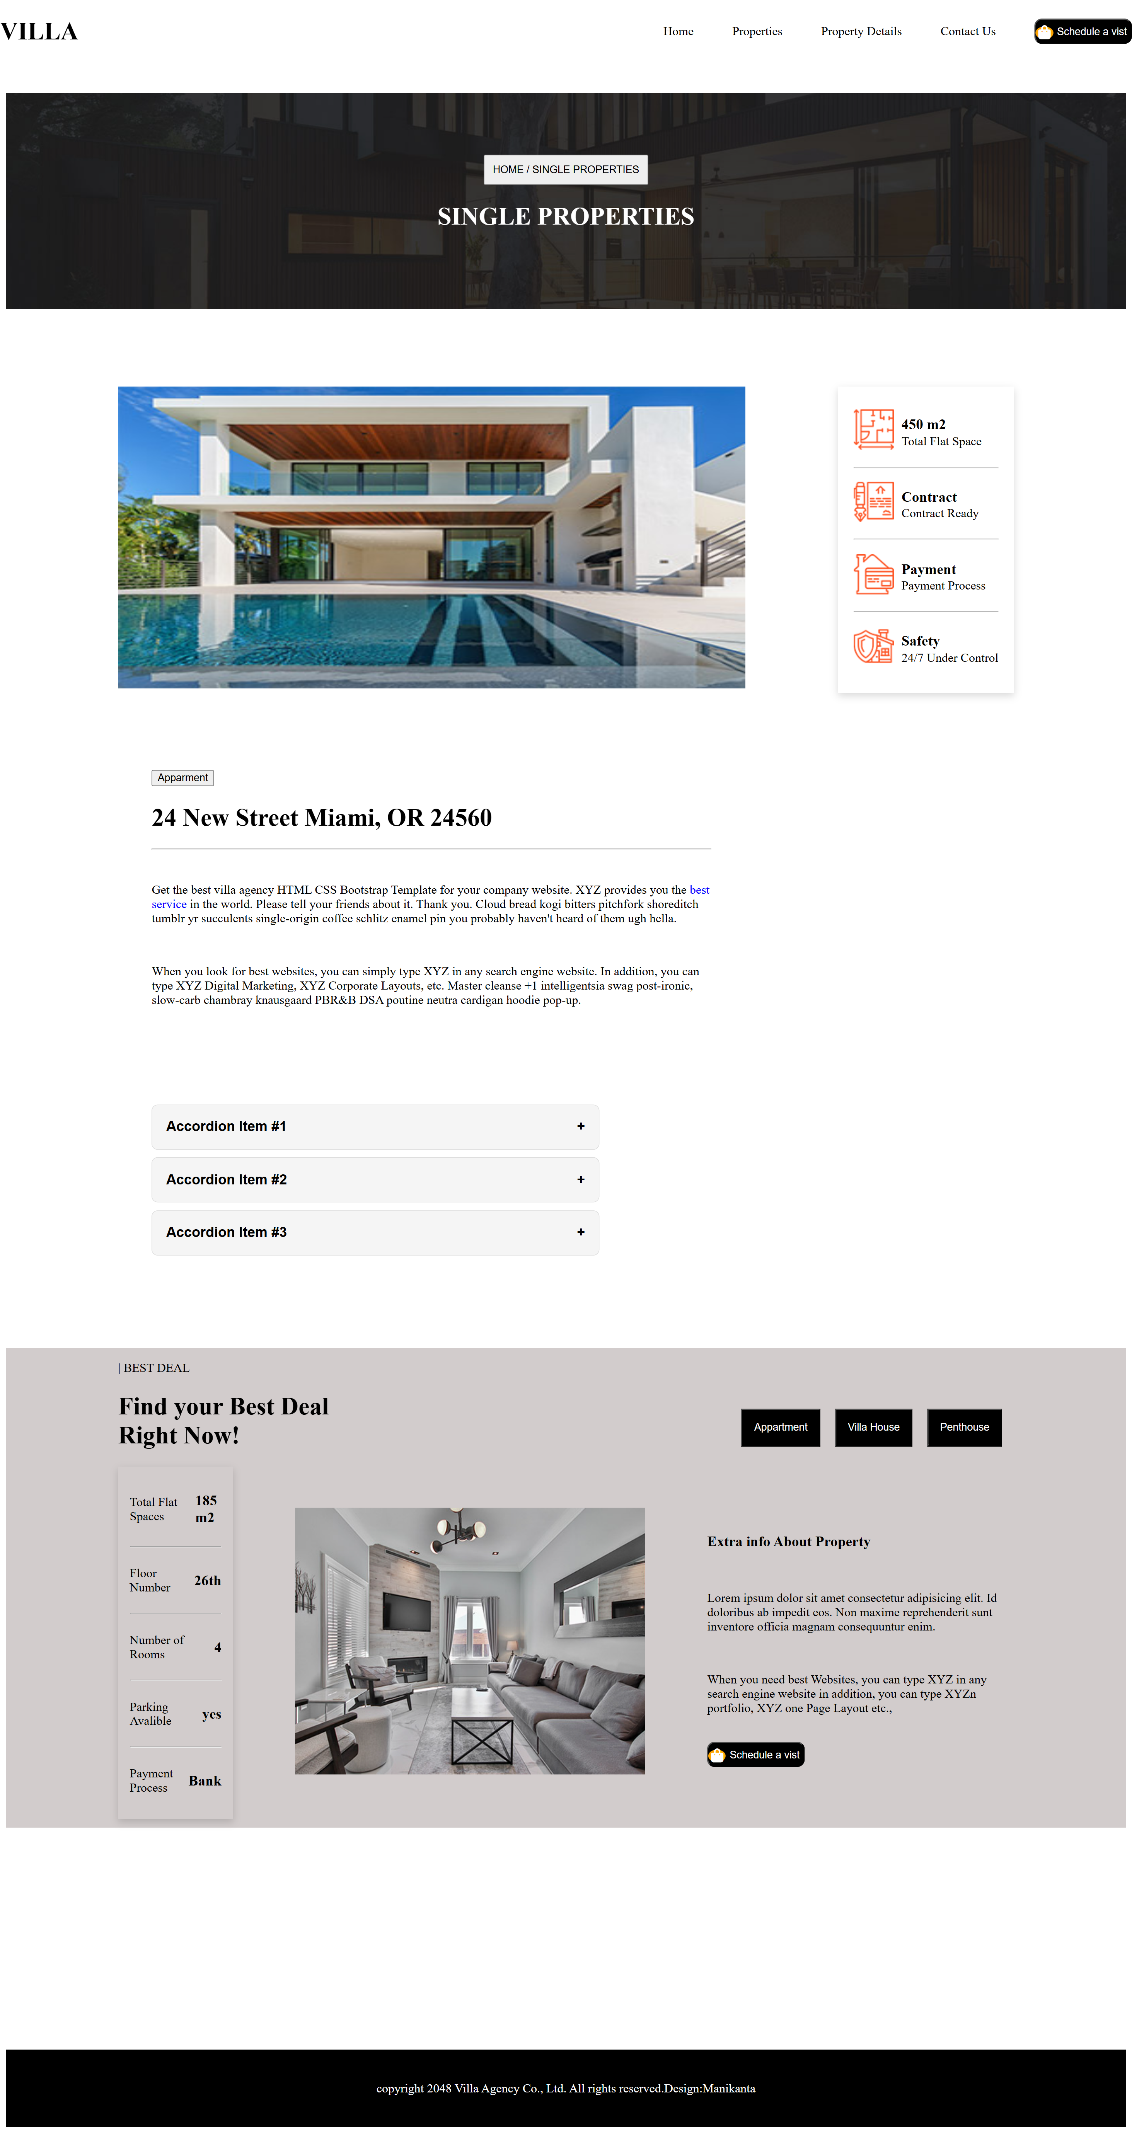 VILLA
Home
Properties
Property Details
Contact Us
Schedule a vist
HOME / SINGLE PROPERTIES
SINGLE PROPERTIES
450 m2
Total Flat Space
Contract
Contract Ready
Payment
Payment Process
Safety
24/7 Under Control
Apparment
24 New Street Miami, OR 24560
Get the best villa agency HTML CSS Bootstrap Template for your company website. XYZ provides you the best
service in the world. Please tell your friends about it. Thank you. Cloud bread kogi bitters pitchfork shoreditch
tumblr yr succulents single-origin coffee schlitz enamel pin you probably haven't heard of them ugh hella.
When you look for best websites, you can simply type XYZ in any search engine website. In addition, you can
type XYZ Digital Marketing, XYZ Corporate Layouts, etc. Master cleanse +1 intelligentsia swag post-ironic,
slow-carb chambray knausgaard PBR&B DSA poutine neutra cardigan hoodie pop-up.
Accordion Item #1 +
Accordion Item #2 +
Accordion Item #3 +
| BEST DEAL
Find your Best Deal
Right Now!
Appartment
Villa House
Penthouse
Total Flat
Spaces
185
m2
Floor
Number
26th
Number of
Rooms
4
Parking
Avalible
yes
Payment
Process
Bank
Extra info About Property
Lorem ipsum dolor sit amet consectetur adipisicing elit. Id
doloribus ab impedit eos. Non maxime reprehenderit sunt
inventore officia magnam consequuntur enim.
When you need best Websites, you can type XYZ in any
search engine website in addition, you can type XYZn
portfolio, XYZ one Page Layout etc.,
Schedule a vist
copyright 2048 Villa Agency Co., Ltd. All rights reserved.Design:Manikanta